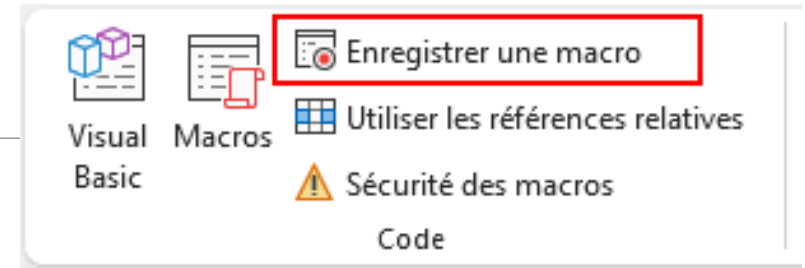 Visual
Basic
Macros
Enregistrer une macro
Utiliser les références relatives
Sécurité des macros
Code